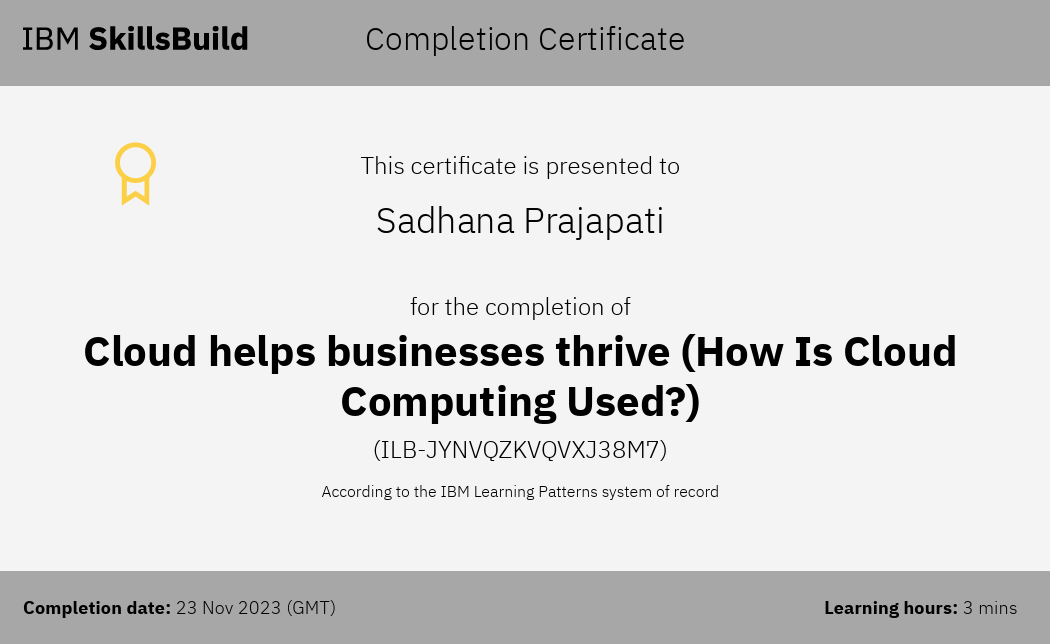 IBM SkillsBuild
Completion Certificate
This certificate is presented to
Sadhana Prajapati
for the completion of
Cloud helps businesses thrive (How Is Cloud
Computing Used?)
(ILB-JYNVQZKVQVXJ38M7)
According to the IBM Learning Patterns system of record
Completion date: 23 Nov 2023 (GMT)
Learning hours: 3 mins